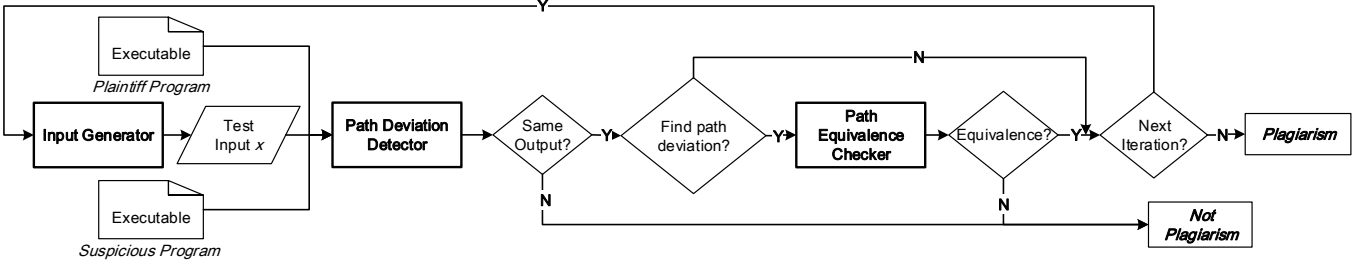 Y
Executable
Plaintiff Program
Input Generator
Test
Input x
Path Deviation
Detector
Same
Output?
Y
Find path
deviation?
N
Y
Path
Equivalence
Checker
Equivalence?
Y
Next
Iteration?
N
Plagiarism
Executable
Suspicious Program
N
N
Not
Plagiarism